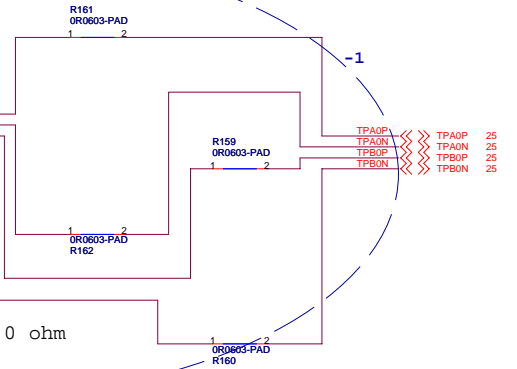 R161
0R0603-PAD
1 2
-1
TPA0P TPA0P 25
TPA0N TPA0N 25
TPB0P TPB0P 25
TPB0N TPB0N 25
R159
0R0603-PAD
1 2
1 2
0R0603-PAD
R162
0 ohm
1 2
0R0603-PAD
R160